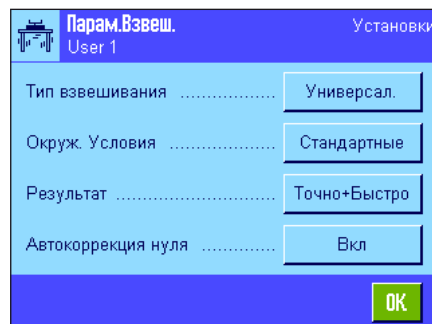 Парам.Взвеш.
Установки
User 1
Тип взвешивания ................. Универсал.
Окруж. Условия .................. Стандартные
Результат ........................... Точно+Быстро
Автокоррекция нуля ............. Вкл
OK